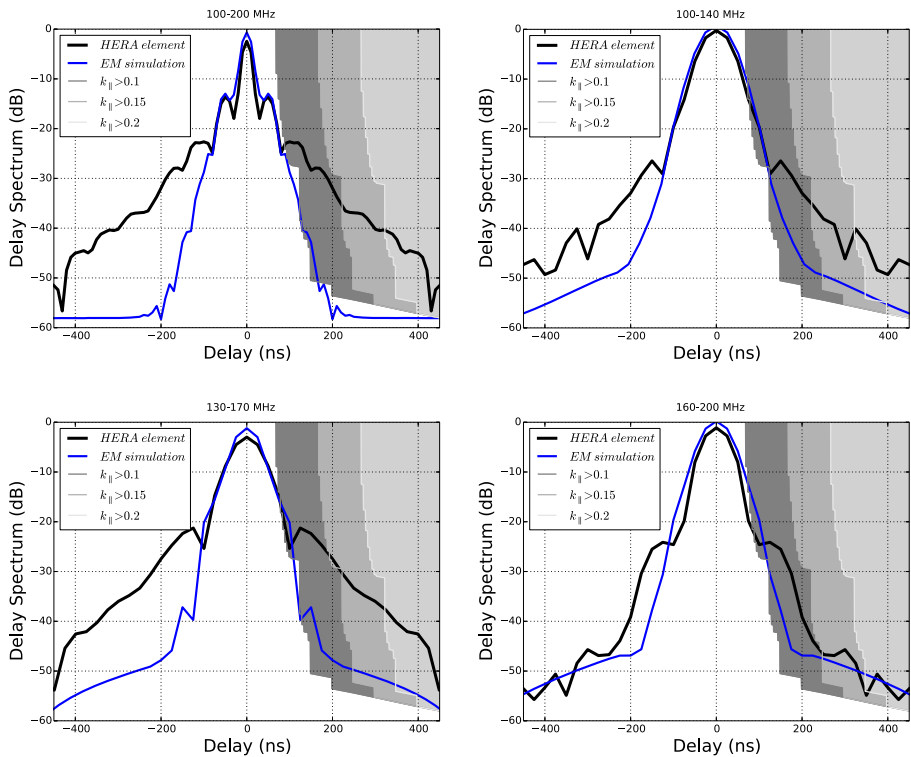 100-200 MHz
0
−10
−20
−30
−40
−50
−60
Delay Spectrum (dB)
HERA element
EM simulation
k∥>0.1
k∥>0.15
k∥>0.2
−400 −200 0 200 400
Delay (ns)
100-140 MHz
0
−10
−20
−30
−40
−50
−60
Delay Spectrum (dB)
HERA element
EM simulation
k∥>0.1
k∥>0.15
k∥>0.2
−400 −200 0 200 400
Delay (ns)
130-170 MHz
0
−10
−20
−30
−40
−50
−60
Delay Spectrum (dB)
HERA element
EM simulation
k∥>0.1
k∥>0.15
k∥>0.2
−400 −200 0 200 400
Delay (ns)
160-200 MHz
0
−10
−20
−30
−40
−50
−60
Delay Spectrum (dB)
HERA element
EM simulation
k∥>0.1
k∥>0.15
k∥>0.2
−400 −200 0 200 400
Delay (ns)